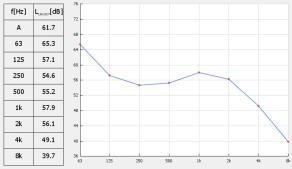 f[Hz] Lmean[dB]
A 61.7
63 65.3
125 57.1
250 54.6
500 55.2
1k 57.9
2k 56.1
4k 49.1
8k 39.7
76
72
68
64
60
56
52
48
44
40
36
63 125 250 500 1k 2k 4k 8k